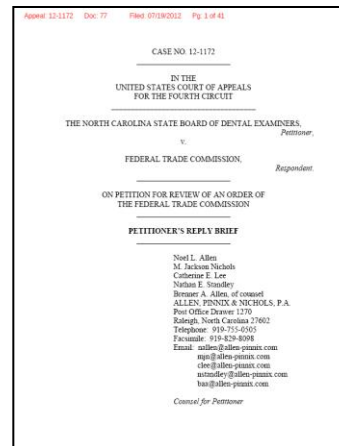 Appeal: 12-1172 Doc: 77 Filed: 07/19/2012 Pg: 1 of 41
CASE NO. 12-1172
IN THE
UNITED STATES COURT OF APPEALS
FOR THE FOURTH CIRCUIT
THE NORTH CAROLINA STATE BOARD OF DENTAL EXAMINERS,
Petitioner,
v.
FEDERAL TRADE COMMISSION,
Respondent.
ON PETITION FOR REVIEW OF AN ORDER OF
THE FEDERAL TRADE COMMISSION
PETITIONER'S REPLY BRIEF
Noel L. Allen
M. Jackson Nichols
Catherine E. Lee
Nathan E. Standley
Brenner A. Allen, of counsel
ALLEN, PINNIX & NICHOLS, P.A.
Post Office Drawer 1270
Raleigh, North Carolina 27602
Telephone: 919-755-0505
Facsimile: 919-829-8098
Email: nallen@allen-pinnix.com
mjn@allen-pinnix.com
clee@allen-pinnix.com
nstandley@allen-pinnix.com
baa@allen-pinnix.com
Counsel for Petitioner